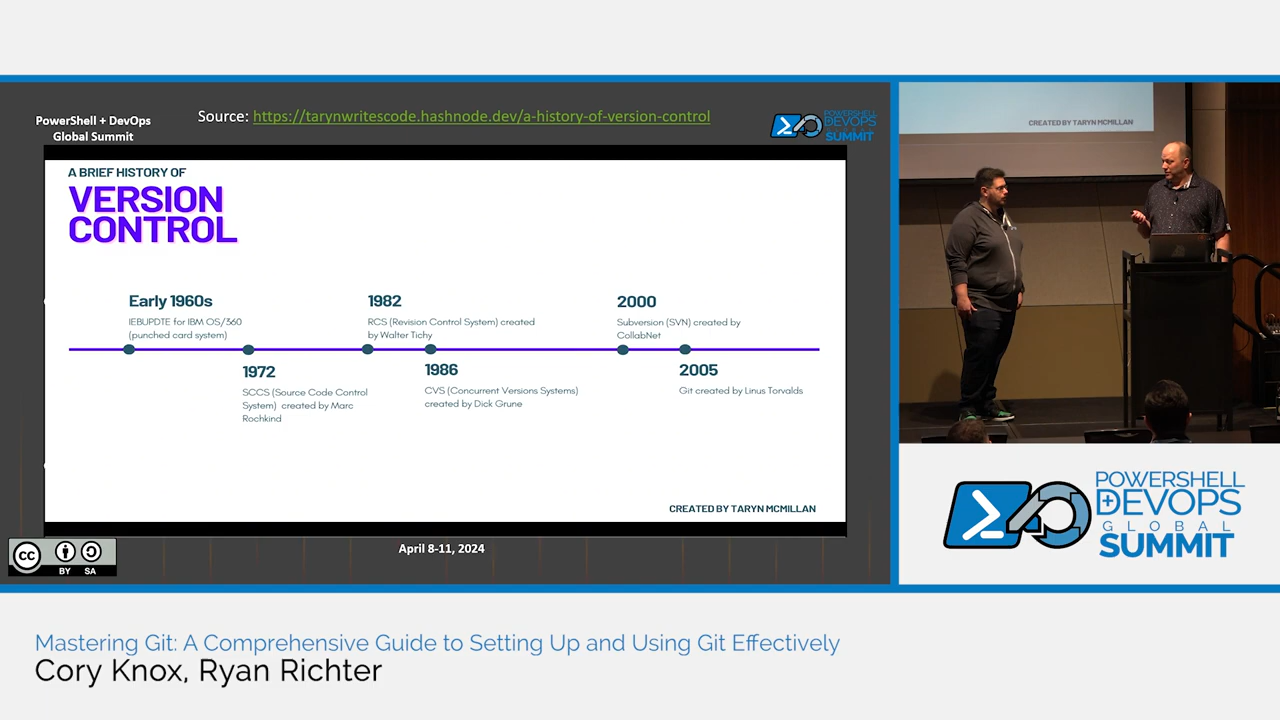 PowerShell + DevOps
Global Summit
Source: https://tarynwritescode.hashnode.dev/a-history-of-version-control
POWERSHELL
DEVOPS
GLOBAL
SUMMIT
A BRIEF HISTORY OF
VERSION
CONTROL
Early 1960s
IEBUPDTE for IBM OS/360
(punched card system)
1972
SCCS (Source Code Control
System) created by Marc
Rochkind
1982
RCS (Revision Control System) created
by Walter Tichy
1986
CVS (Concurrent Versions Systems)
created by Dick Grune
2000
Subversion (SVN) created by
CollabNet
2005
Git created by Linus Torvalds
CREATED BY TARYN MCMILLAN
April 8-11, 2024
cc
BY SA
CREATED BY TARYN MCMILLAN
POWERSHELL
+DEVOPS
GLOBAL
SUMMIT
Mastering Git: A Comprehensive Guide to Setting Up and Using Git Effectively
Cory Knox, Ryan Richter